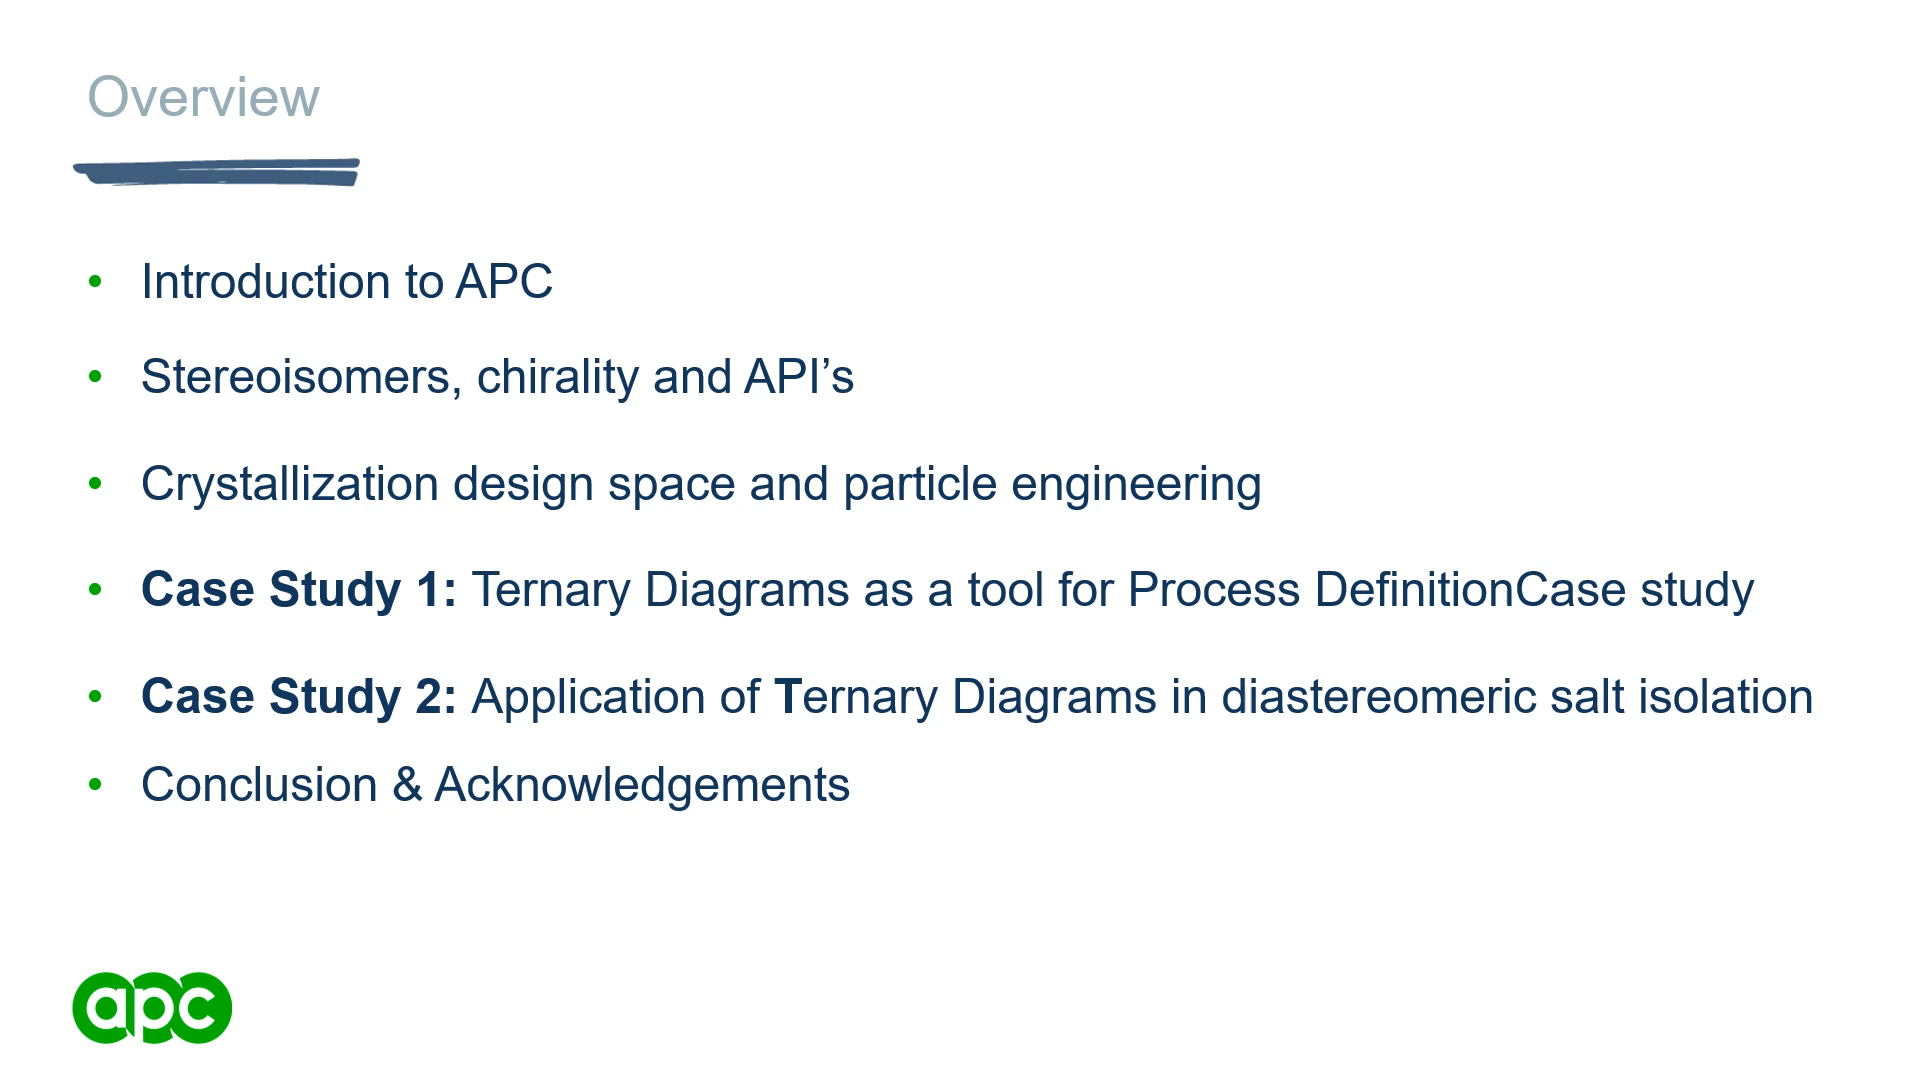 Overview
• Introduction to APC
• Stereoisomers, chirality and API’s
• Crystallization design space and particle engineering
• Case Study 1: Ternary Diagrams as a tool for Process DefinitionCase study
• Case Study 2: Application of Ternary Diagrams in diastereomeric salt isolation
• Conclusion & Acknowledgements
apc